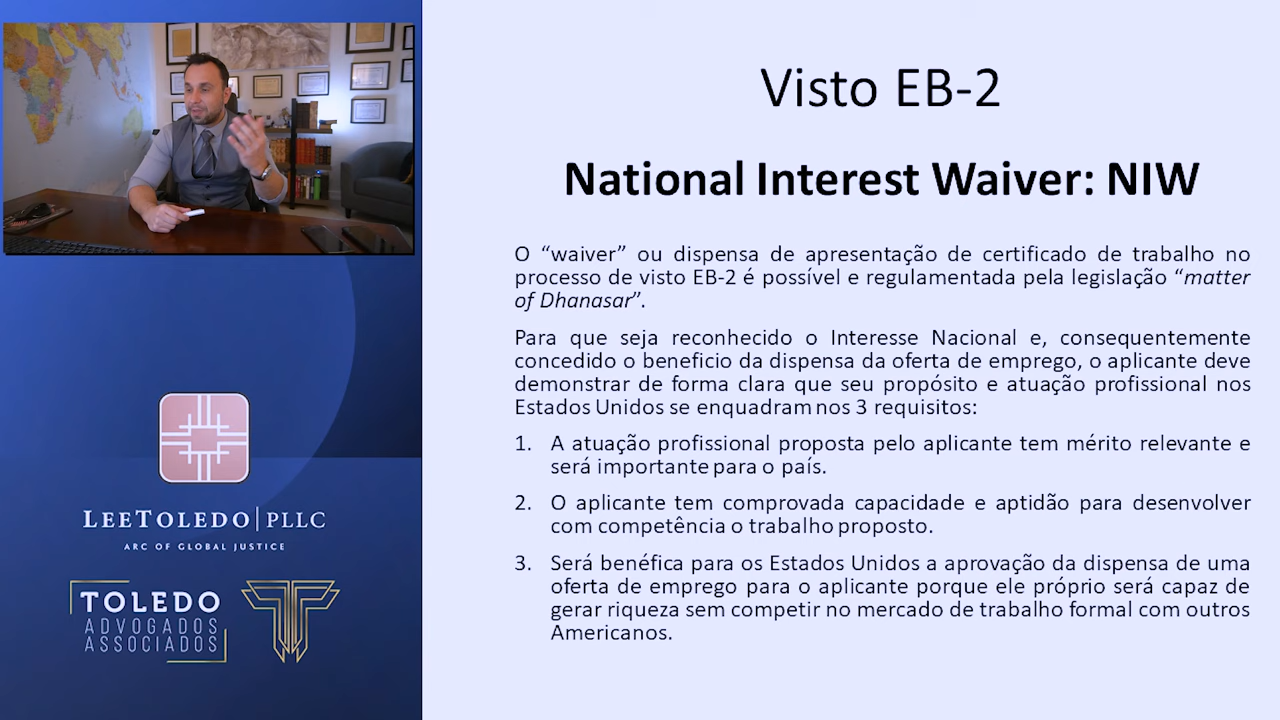 Visto EB-2
National Interest Waiver: NIW
O “waiver” ou dispensa de apresentação de certificado de trabalho no
processo de visto EB-2 é possível e regulamentada pela legislação “matter
of Dhanasar”.
Para que seja reconhecido o Interesse Nacional e, consequentemente
concedido o beneficio da dispensa da oferta de emprego, o aplicante deve
demonstrar de forma clara que seu propósito e atuação profissional nos
Estados Unidos se enquadram nos 3 requisitos:
1. A atuação profissional proposta pelo aplicante tem mérito relevante e
será importante para o país.
2. O aplicante tem comprovada capacidade e aptidão para desenvolver
com competência o trabalho proposto.
3. Será benéfica para os Estados Unidos a aprovação da dispensa de uma
oferta de emprego para o aplicante porque ele próprio será capaz de
gerar riqueza sem competir no mercado de trabalho formal com outros
Americanos.
LEETOLEDO|PLLC
ARC OF GLOBAL JUSTICE
TOLEDO
ADVOGADOS
ASSOCIADOS